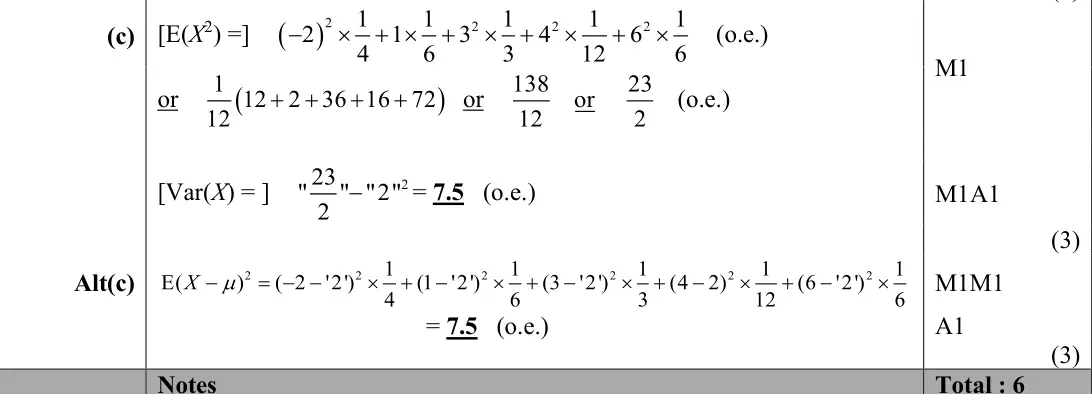 (c) [E(X²) =] (−2)² × 1/4 + 1 × 1/6 + 3² × 1/3 + 4² × 1/12 + 6² × 1/6 (o.e.)
M1
or 1/12 (12 + 2 + 36 + 16 + 72) or 138/12 or 23/2 (o.e.)
[Var(X) = ] "23/2" − "2"² = 7.5 (o.e.) M1A1
(3)
Alt(c) E(X − μ)² = (−2 − '2')² × 1/4 + (1 − '2')² × 1/6 + (3 − '2')² × 1/3 + (4 − 2)² × 1/12 + (6 − '2')² × 1/6 M1M1
= 7.5 (o.e.) A1
(3)
Notes Total : 6